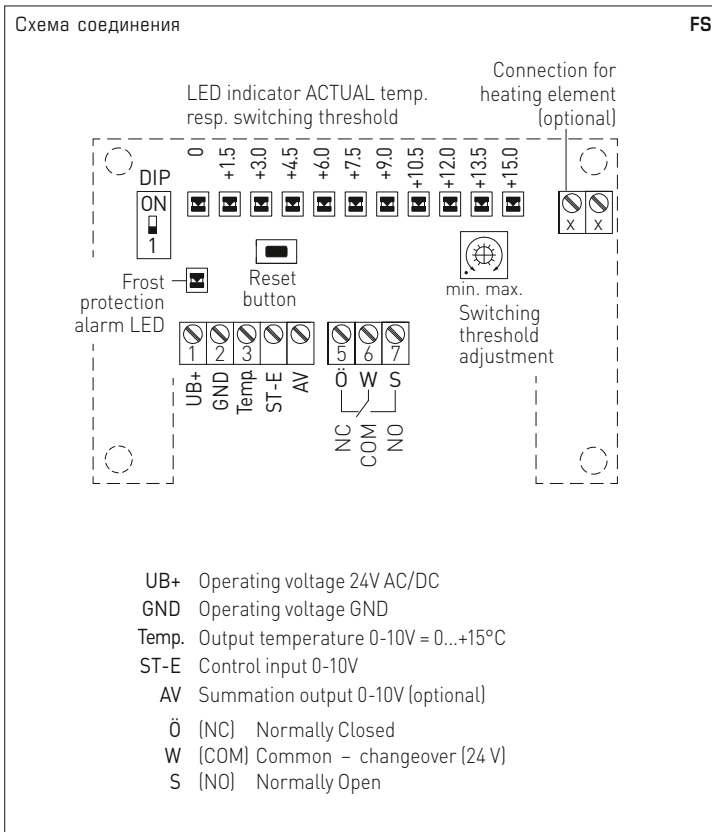 Схема соединения
FS
Connection for
heating element
(optional)
LED indicator ACTUAL temp.
resp. switching threshold
DIP
ON
1
0
+1.5
+3.0
+4.5
+6.0
+7.5
+9.0
+10.5
+12.0
+13.5
+15.0
x x
Frost
protection
alarm LED
Reset
button
min. max.
Switching
threshold
adjustment
1 2 3
5 6 7
UB+
GND
Temp.
ST-E
AV
Ö W S
NC
COM
NO
UB+ Operating voltage 24V AC/DC
GND Operating voltage GND
Temp. Output temperature 0-10V = 0...+15°C
ST-E Control input 0-10V
AV Summation output 0-10V (optional)
Ö (NC) Normally Closed
W (COM) Common – changeover (24 V)
S (NO) Normally Open